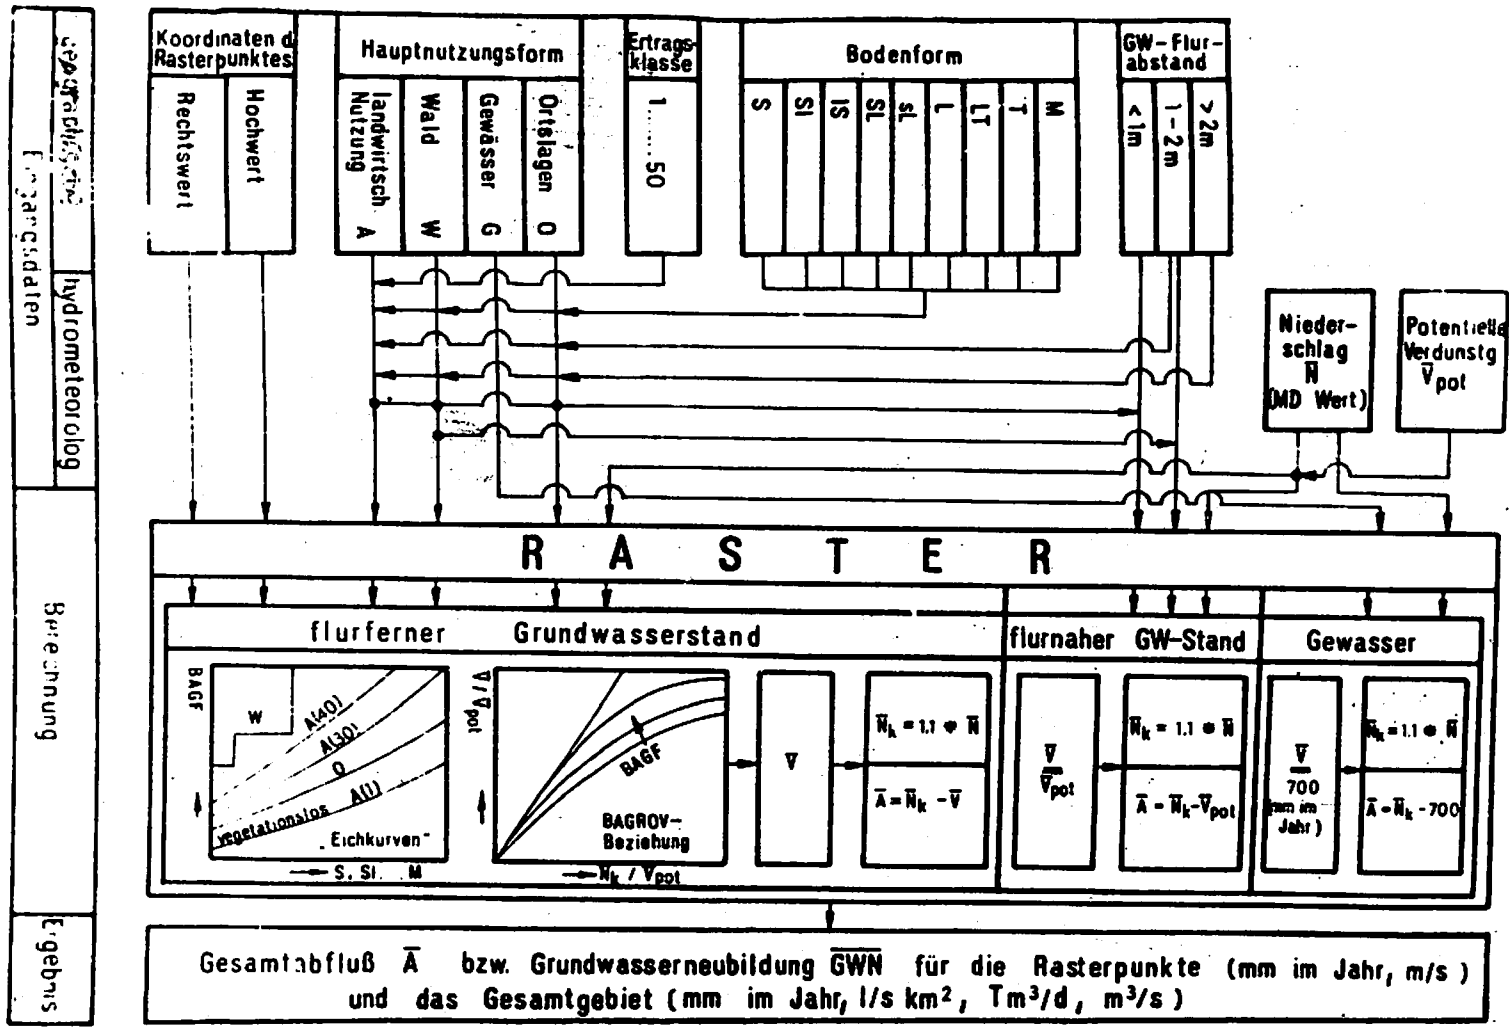 Koordinaten d
Rasterpunktes
Rechtswert
Hochwert
Hauptnutzungsform
landwirtsch
Nutzung A
Wald W
Gewässer G
Ortslagen O
Ertrags-
klasse
1......50
Bodenform
S
Sl
lS
SL
sL
L
LT
T
M
GW-Flur-
abstand
< 1m
1 - 2m
> 2m
hydrometeorolog
Nieder-
schlag
N̅
(MD Wert)
Potentielle
Verdunstg
V̅pot
RASTER
Berechnung
flurferner Grundwasserstand
flurnaher GW-Stand
Gewasser
BAGF
W
A(40)
A(30)
O
A(1)
vegetationslos
"Eichkurven"
S, Sl. . M
V̅/V̅pot
BAGF
BAGROV-
Beziehung
N̅k / V̅pot
V̅
N̅k = 1.1 * N̅
A̅ = N̅k - V̅
V̅
V̅pot
N̅k = 1.1 * N̅
A̅ = N̅k-V̅pot
V̅
700
mm im
Jahr)
N̅k = 1.1 * N̅
A̅ = N̅k - 700
Ergebnis
Gesamtabfluß A̅ bzw. Grundwasserneubildung G̅W̅N̅ für die Rasterpunkte (mm im Jahr, m/s)
und das Gesamtgebiet (mm im Jahr, l/s km², Tm³/d, m³/s)